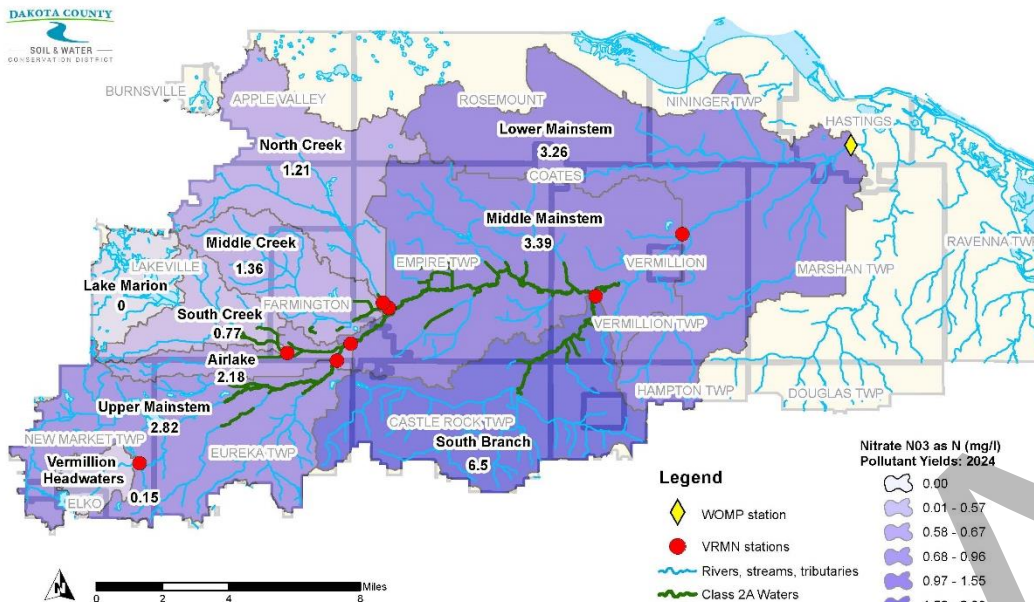 DAKOTA COUNTY
SOIL & WATER
CONSERVATION DISTRICT
BURNSVILLE
APPLE VALLEY
ROSEMOUNT
NININGER TWP
HASTINGS
Lower Mainstem
3.26
North Creek
1.21
COATES
Middle Mainstem
3.39
Middle Creek
1.36
LAKEVILLE
EMPIRE TWP
VERMILLION
RAVENNA TWP
MARSHAN TWP
Lake Marion
0
FARMINGTON
South Creek
0.77
VERMILLION TWP
Airlake
2.18
HAMPTON TWP
DOUGLAS TWP
Upper Mainstem
2.82
CASTLE ROCK TWP
NEW MARKET TWP
EUREKA TWP
South Branch
6.5
Vermillion
Headwaters
0.15
ELKO
Legend
WOMP station
VRMN stations
Rivers, streams, tributaries
Class 2A Waters
Nitrate N03 as N (mg/l)
Pollutant Yields: 2024
0.00
0.01 - 0.57
0.58 - 0.67
0.68 - 0.96
0.97 - 1.55
N
Miles
0 2 4 8